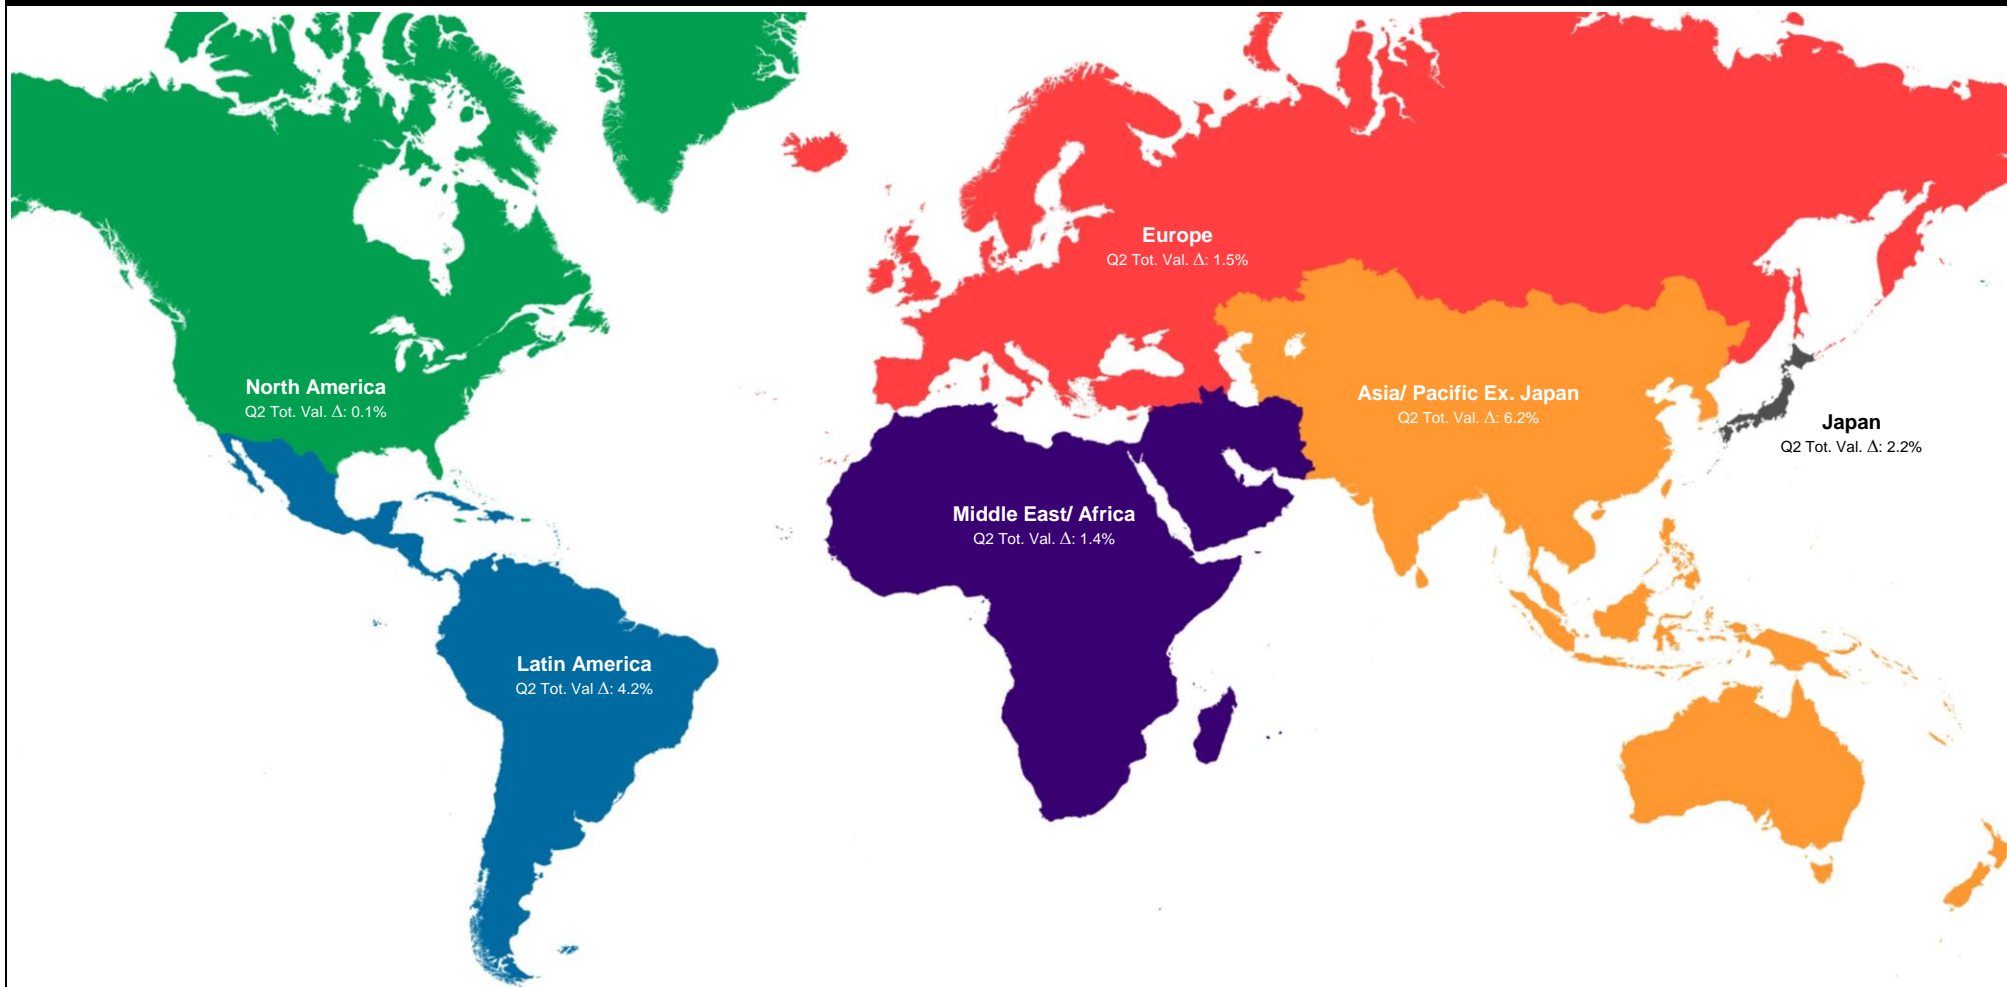 Europe
Q2 Tot. Val. Δ: 1.5%
North America
Q2 Tot. Val. Δ: 0.1%
Asia/ Pacific Ex. Japan
Q2 Tot. Val. Δ: 6.2%
Japan
Q2 Tot. Val. Δ: 2.2%
Middle East/ Africa
Q2 Tot. Val. Δ: 1.4%
Latin America
Q2 Tot. Val Δ: 4.2%